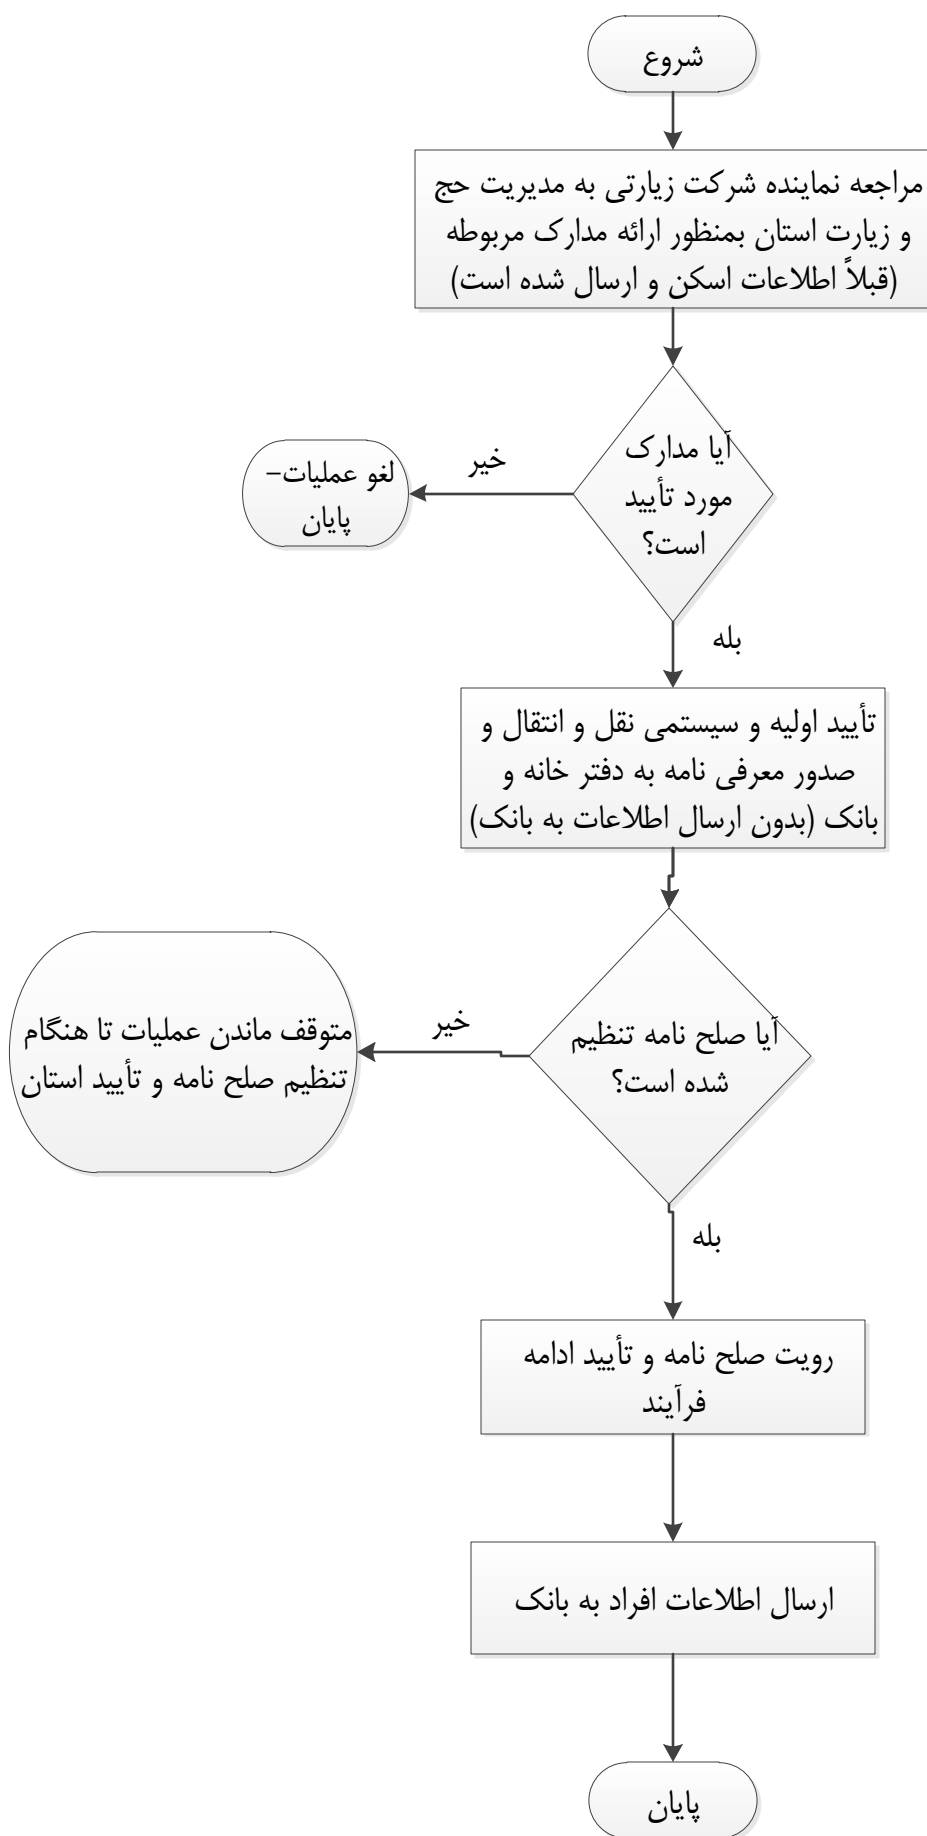 شروع
مراجعه نماینده شرکت زیارتی به مدیریت حج
و زیارت استان بمنظور ارائه مدارک مربوطه
(قبلاً اطلاعات اسکن و ارسال شده است)
آیا مدارک
مورد تأیید
است؟
خیر
لغو عملیات–
پایان
بله
تأیید اولیه و سیستمی نقل و انتقال و
صدور معرفی نامه به دفتر خانه و
بانک (بدون ارسال اطلاعات به بانک)
آیا صلح نامه تنظیم
شده است؟
خیر
متوقف ماندن عملیات تا هنگام
تنظیم صلح نامه و تأیید استان
بله
رویت صلح نامه و تأیید ادامه
فرآیند
ارسال اطلاعات افراد به بانک
پایان